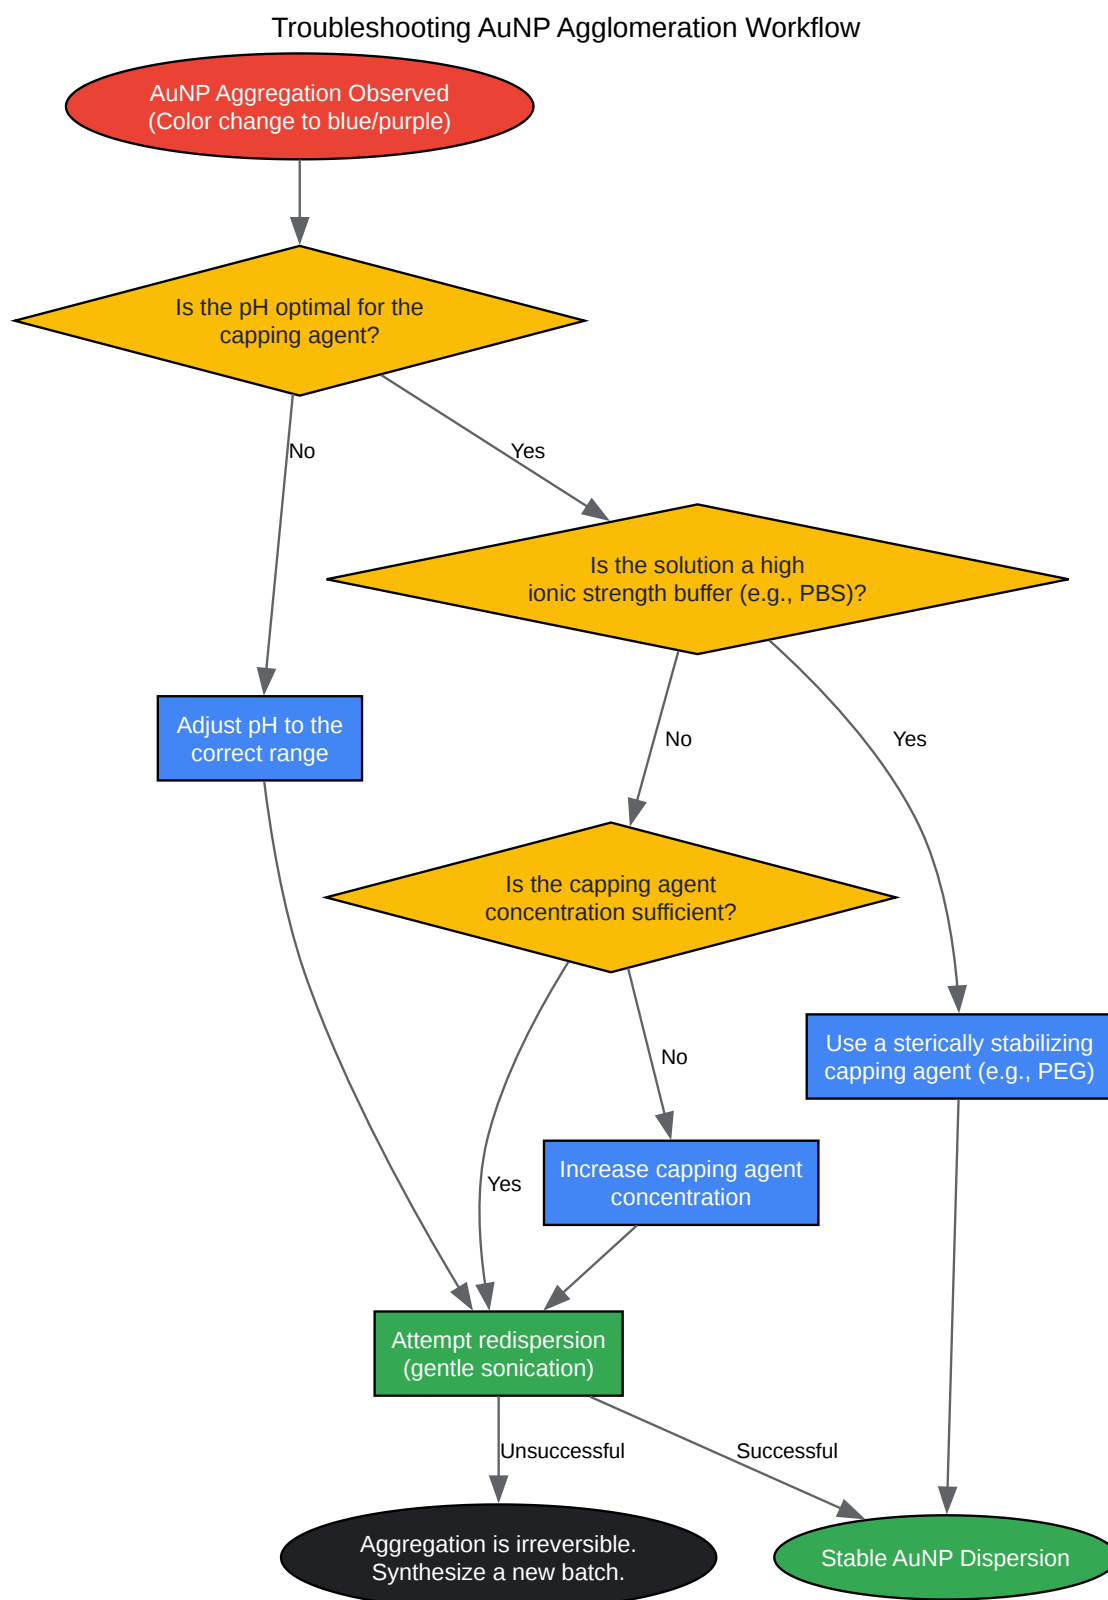 Troubleshooting AuNP Agglomeration Workflow
AuNP Aggregation Observed
(Color change to blue/purple)
Is the pH optimal for the
capping agent?
No
Yes
Is the solution a high
ionic strength buffer (e.g., PBS)?
Adjust pH to the
correct range
No
Yes
Is the capping agent
concentration sufficient?
Use a sterically stabilizing
capping agent (e.g., PEG)
No
Increase capping agent
concentration
Yes
Attempt redispersion
(gentle sonication)
Unsuccessful
Successful
Aggregation is irreversible.
Synthesize a new batch.
Stable AuNP Dispersion